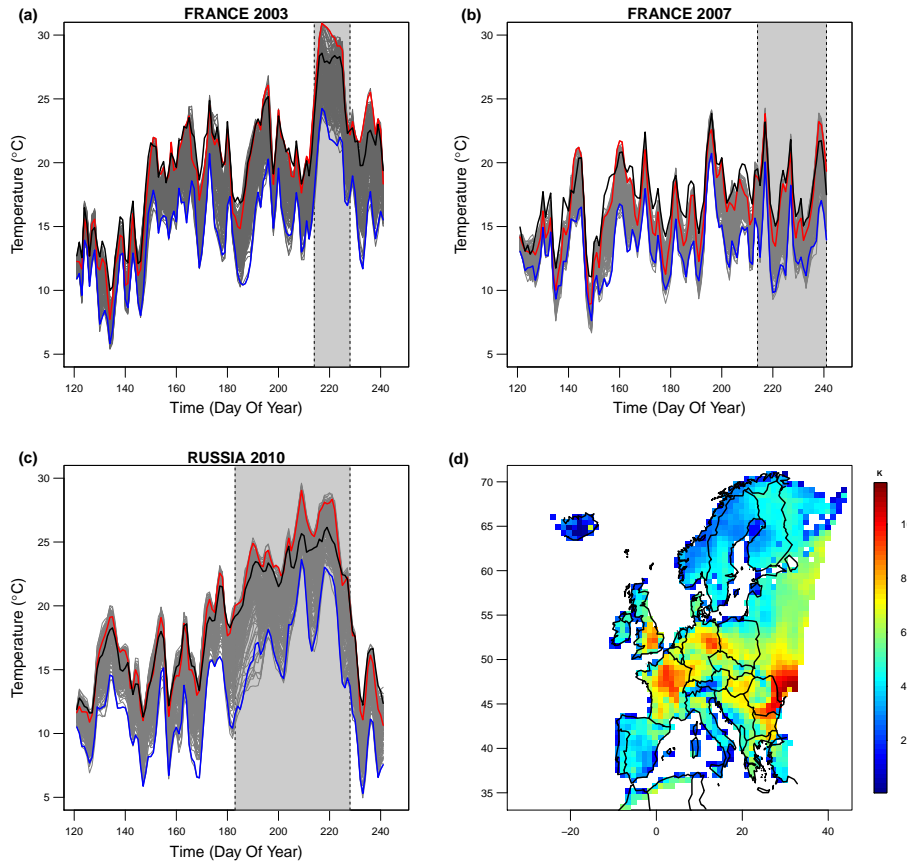 (a) FRANCE 2003
30
25
20
15
10
5
Temperature (°C)
120 140 160 180 200 220 240
Time (Day Of Year)
(b) FRANCE 2007
30
25
20
15
10
5
Temperature (°C)
120 140 160 180 200 220 240
Time (Day Of Year)
(c) RUSSIA 2010
30
25
20
15
10
5
Temperature (°C)
120 140 160 180 200 220 240
Time (Day Of Year)
(d)
70
65
60
55
50
45
40
35
−20 0 20 40
K
1
1
8
6
4
2